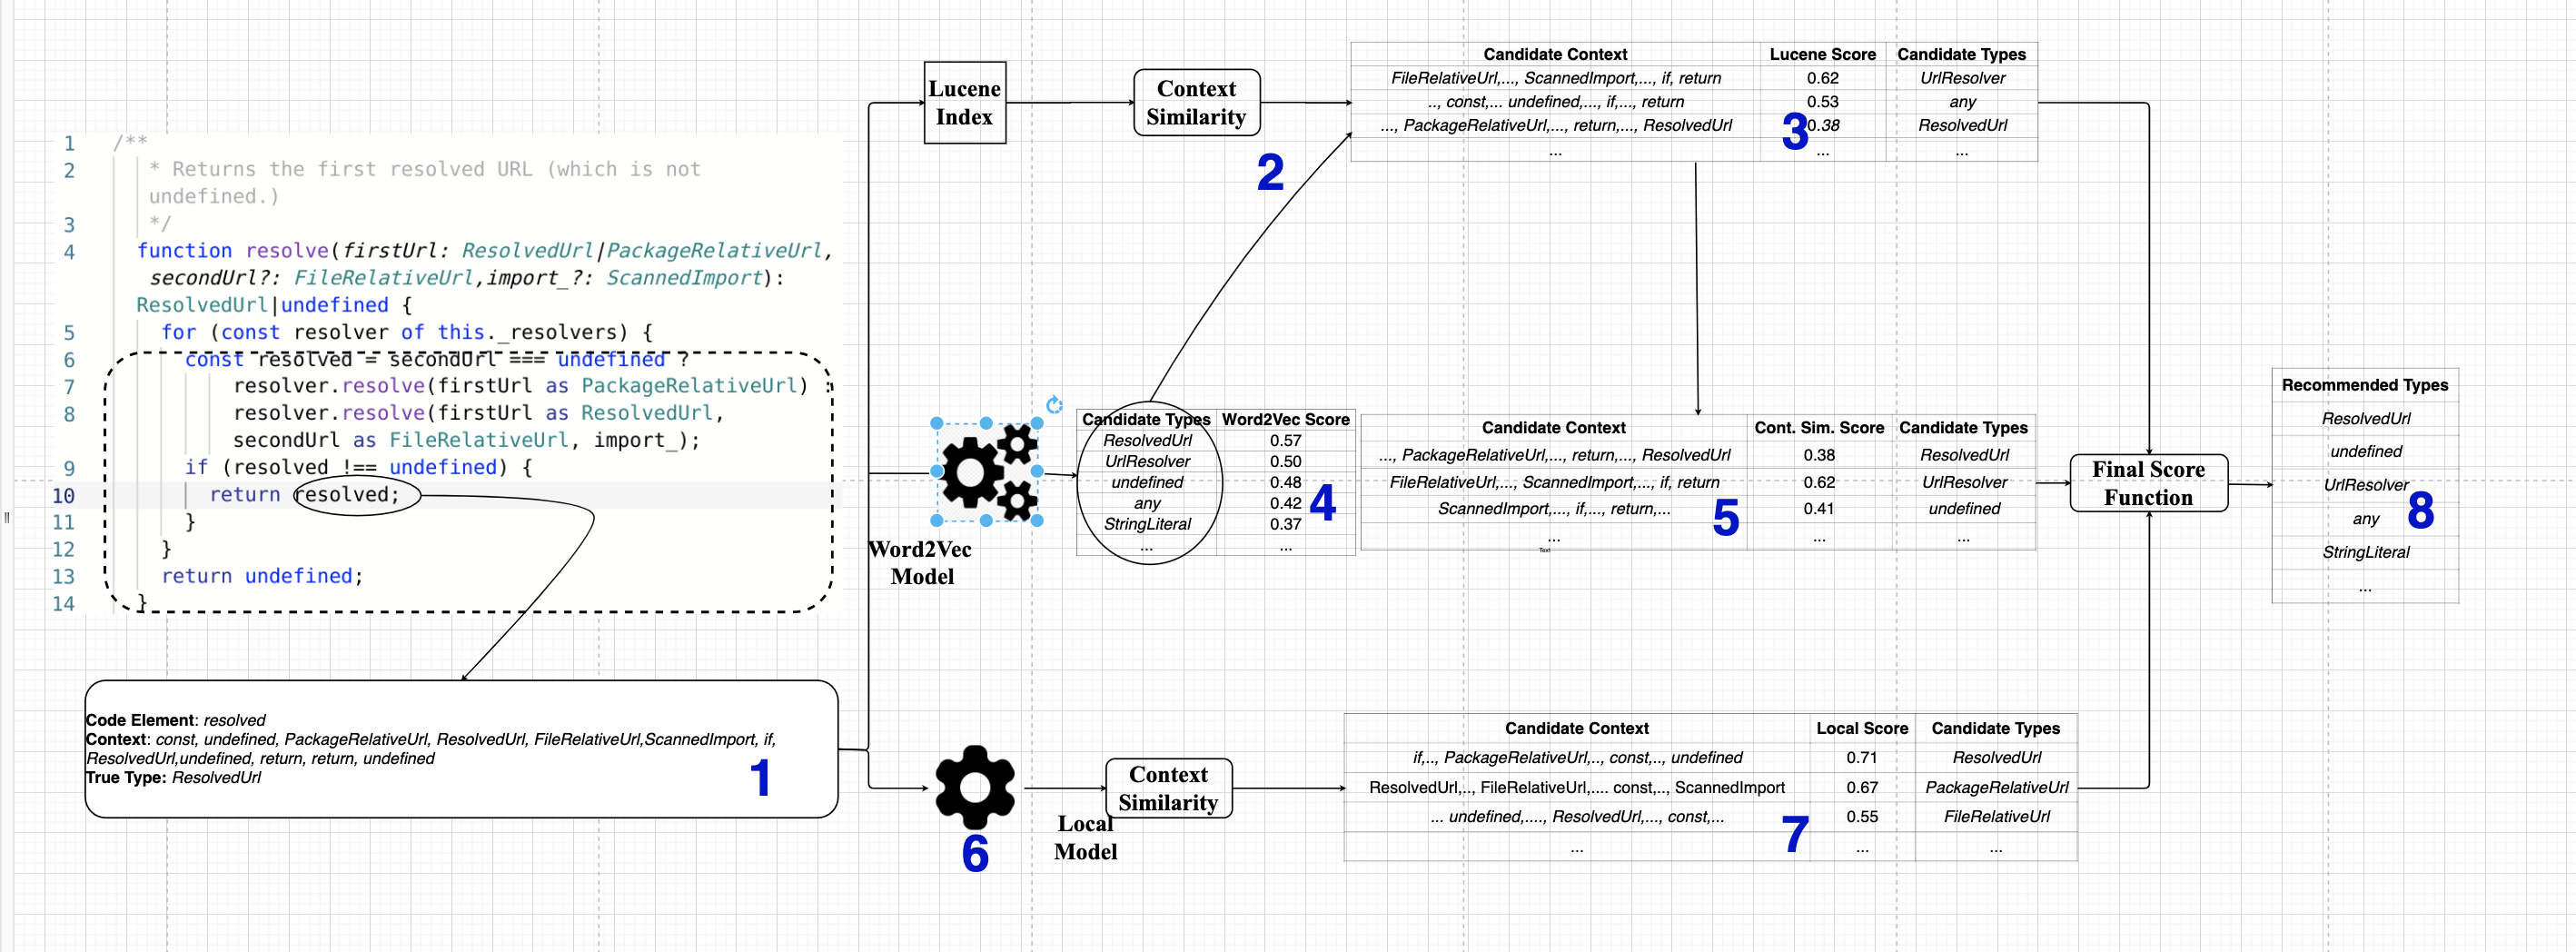 1 /**
2 * Returns the first resolved URL (which is not
undefined.)
3 */
4 function resolve(firstUrl: ResolvedUrl|PackageRelativeUrl,
secondUrl?: FileRelativeUrl,import_?: ScannedImport):
ResolvedUrl|undefined {
5 for (const resolver of this._resolvers) {
6 const resolved = secondUrl === undefined ?
7 resolver.resolve(firstUrl as PackageRelativeUrl) :
8 resolver.resolve(firstUrl as ResolvedUrl,
secondUrl as FileRelativeUrl, import_);
9 if (resolved !== undefined) {
10 return resolved;
11 }
12 }
13 return undefined;
14 }
Code Element: resolved
Context: const, undefined, PackageRelativeUrl, ResolvedUrl, FileRelativeUrl,ScannedImport, if,
ResolvedUrl,undefined, return, return, undefined
True Type: ResolvedUrl
1
Lucene
Index
Context
Similarity
2
Candidate Context Lucene Score Candidate Types
FileRelativeUrl,..., ScannedImport,..., if, return 0.62 UrlResolver
.., const,... undefined,..., if,..., return 0.53 any
..., PackageRelativeUrl,..., return,..., ResolvedUrl 0.38 ResolvedUrl
... ... ...
3
Word2Vec
Model
Candidate Types Word2Vec Score
ResolvedUrl 0.57
UrlResolver 0.50
undefined 0.48
any 0.42
StringLiteral 0.37
... ...
4
Candidate Context Cont. Sim. Score Candidate Types
..., PackageRelativeUrl,..., return,..., ResolvedUrl 0.38 ResolvedUrl
FileRelativeUrl,..., ScannedImport,..., if, return 0.62 UrlResolver
ScannedImport,..., if,..., return,... 0.41 undefined
... ... ...
Text
5
6
Local
Model
Context
Similarity
Candidate Context Local Score Candidate Types
if,.., PackageRelativeUrl,.., const,.., undefined 0.71 ResolvedUrl
ResolvedUrl,.., FileRelativeUrl,.... const,.., ScannedImport 0.67 PackageRelativeUrl
... undefined,...., ResolvedUrl,..., const,... 0.55 FileRelativeUrl
... ... ...
7
Final Score
Function
Recommended Types
ResolvedUrl
undefined
UrlResolver
any
StringLiteral
...
8